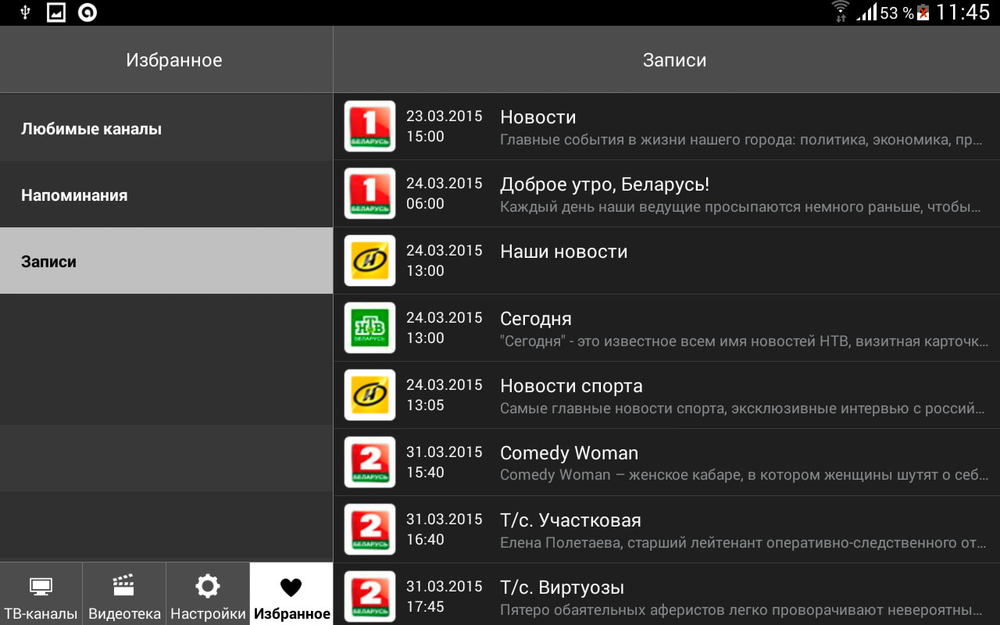 53 % 11:45
Избранное
Записи
Любимые каналы
Напоминания
Записи
1
БЕЛАРУСЬ
23.03.2015
15:00
Новости
Главные события в жизни нашего города: политика, экономика, пр...
1
БЕЛАРУСЬ
24.03.2015
06:00
Доброе утро, Беларусь!
Каждый день наши ведущие просыпаются немного раньше, чтобы...
24.03.2015
13:00
Наши новости
НТВ
БЕЛАРУСЬ
24.03.2015
13:00
Сегодня
"Сегодня" - это известное всем имя новостей НТВ, визитная карточк...
24.03.2015
13:05
Новости спорта
Самые главные новости спорта, эксклюзивные интервью с россий...
2
БЕЛАРУСЬ
31.03.2015
15:40
Comedy Woman
Comedy Woman – женское кабаре, в котором женщины шутят о себ...
2
БЕЛАРУСЬ
31.03.2015
16:40
Т/с. Участковая
Елена Полетаева, старший лейтенант оперативно-следственного от...
2
БЕЛАРУСЬ
31.03.2015
17:45
Т/с. Виртуозы
Пятеро обаятельных аферистов легко проворачивают невероятны...
ТВ-каналы
Видеотека
Настройки
Избранное